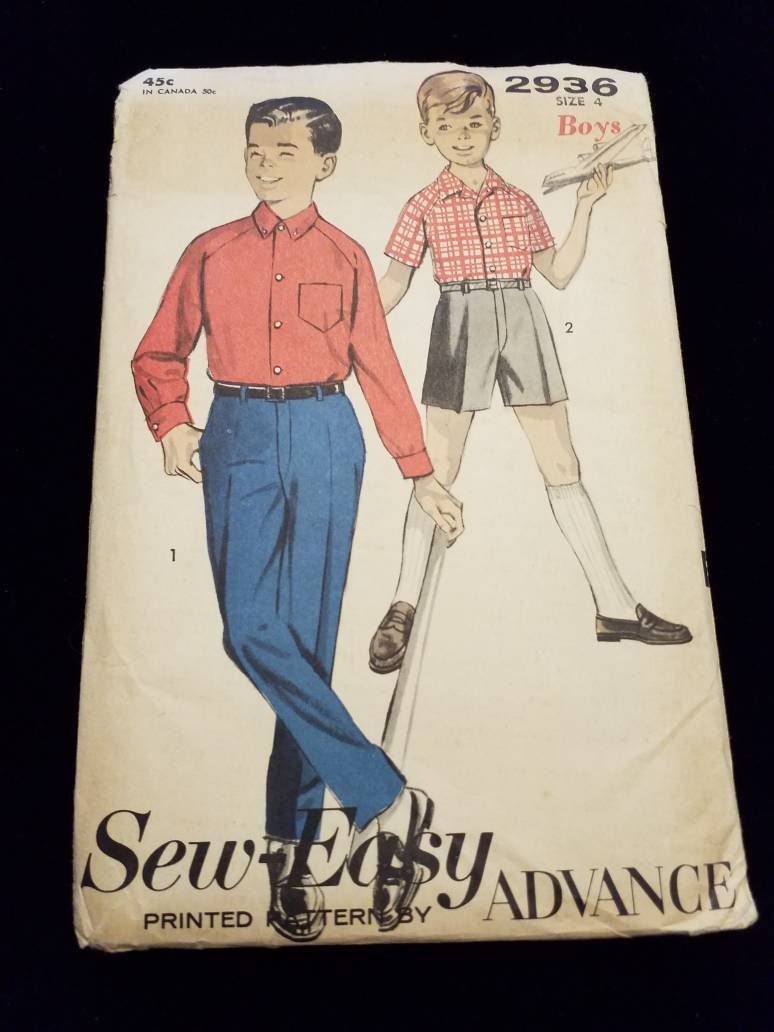 45c
IN CANADA 50c
2936
SIZE 4
Boys
2
1
Sew-Easy
PRINTED PATTERN BY
ADVANCE